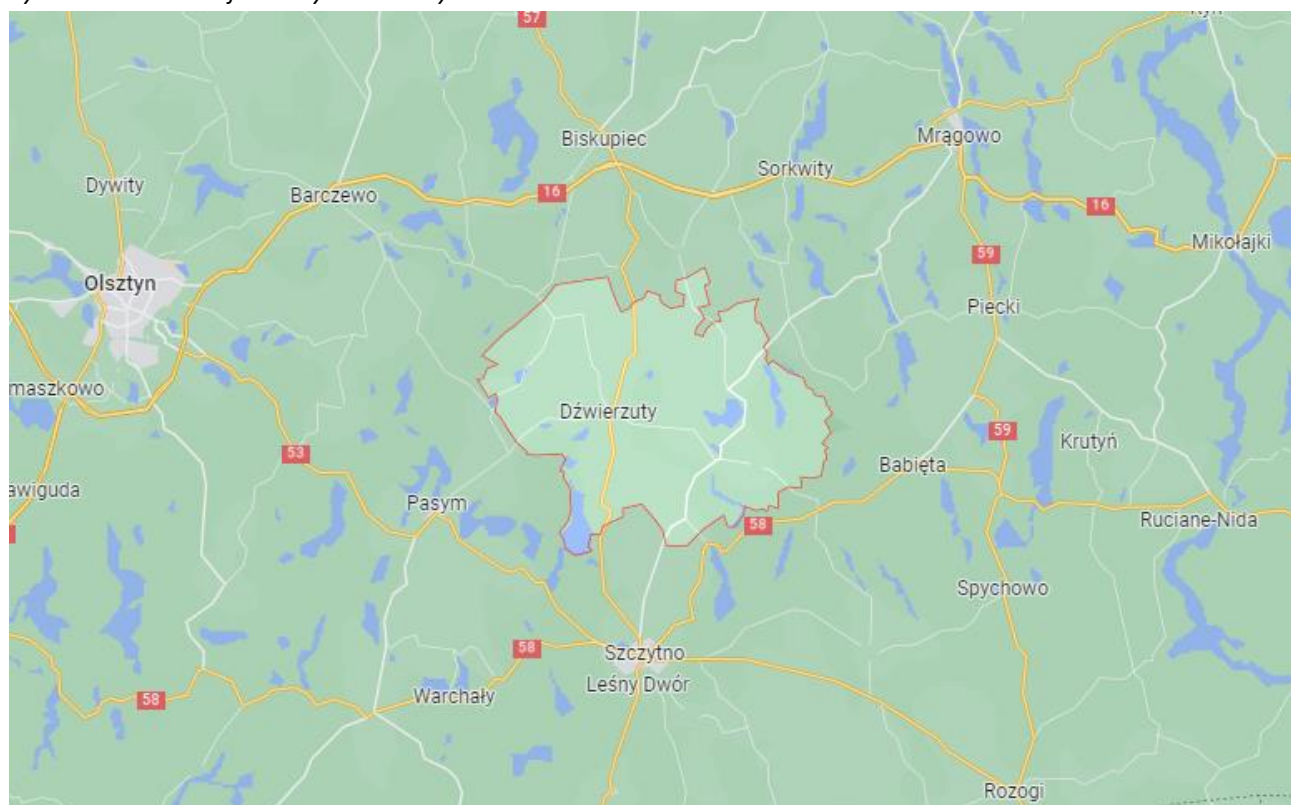 57
Biskupiec
Mrągowo
Sorkwity
Dywity
Barczewo
16
16
Mikołajki
59
Olsztyn
Piecki
maszkowo
Dźwierzuty
59
Krutyń
53
Babięta
awiguda
Pasym
58
Ruciane-Nida
Spychowo
58
Szczytno
Leśny Dwór
58
Warchały
Rozogi